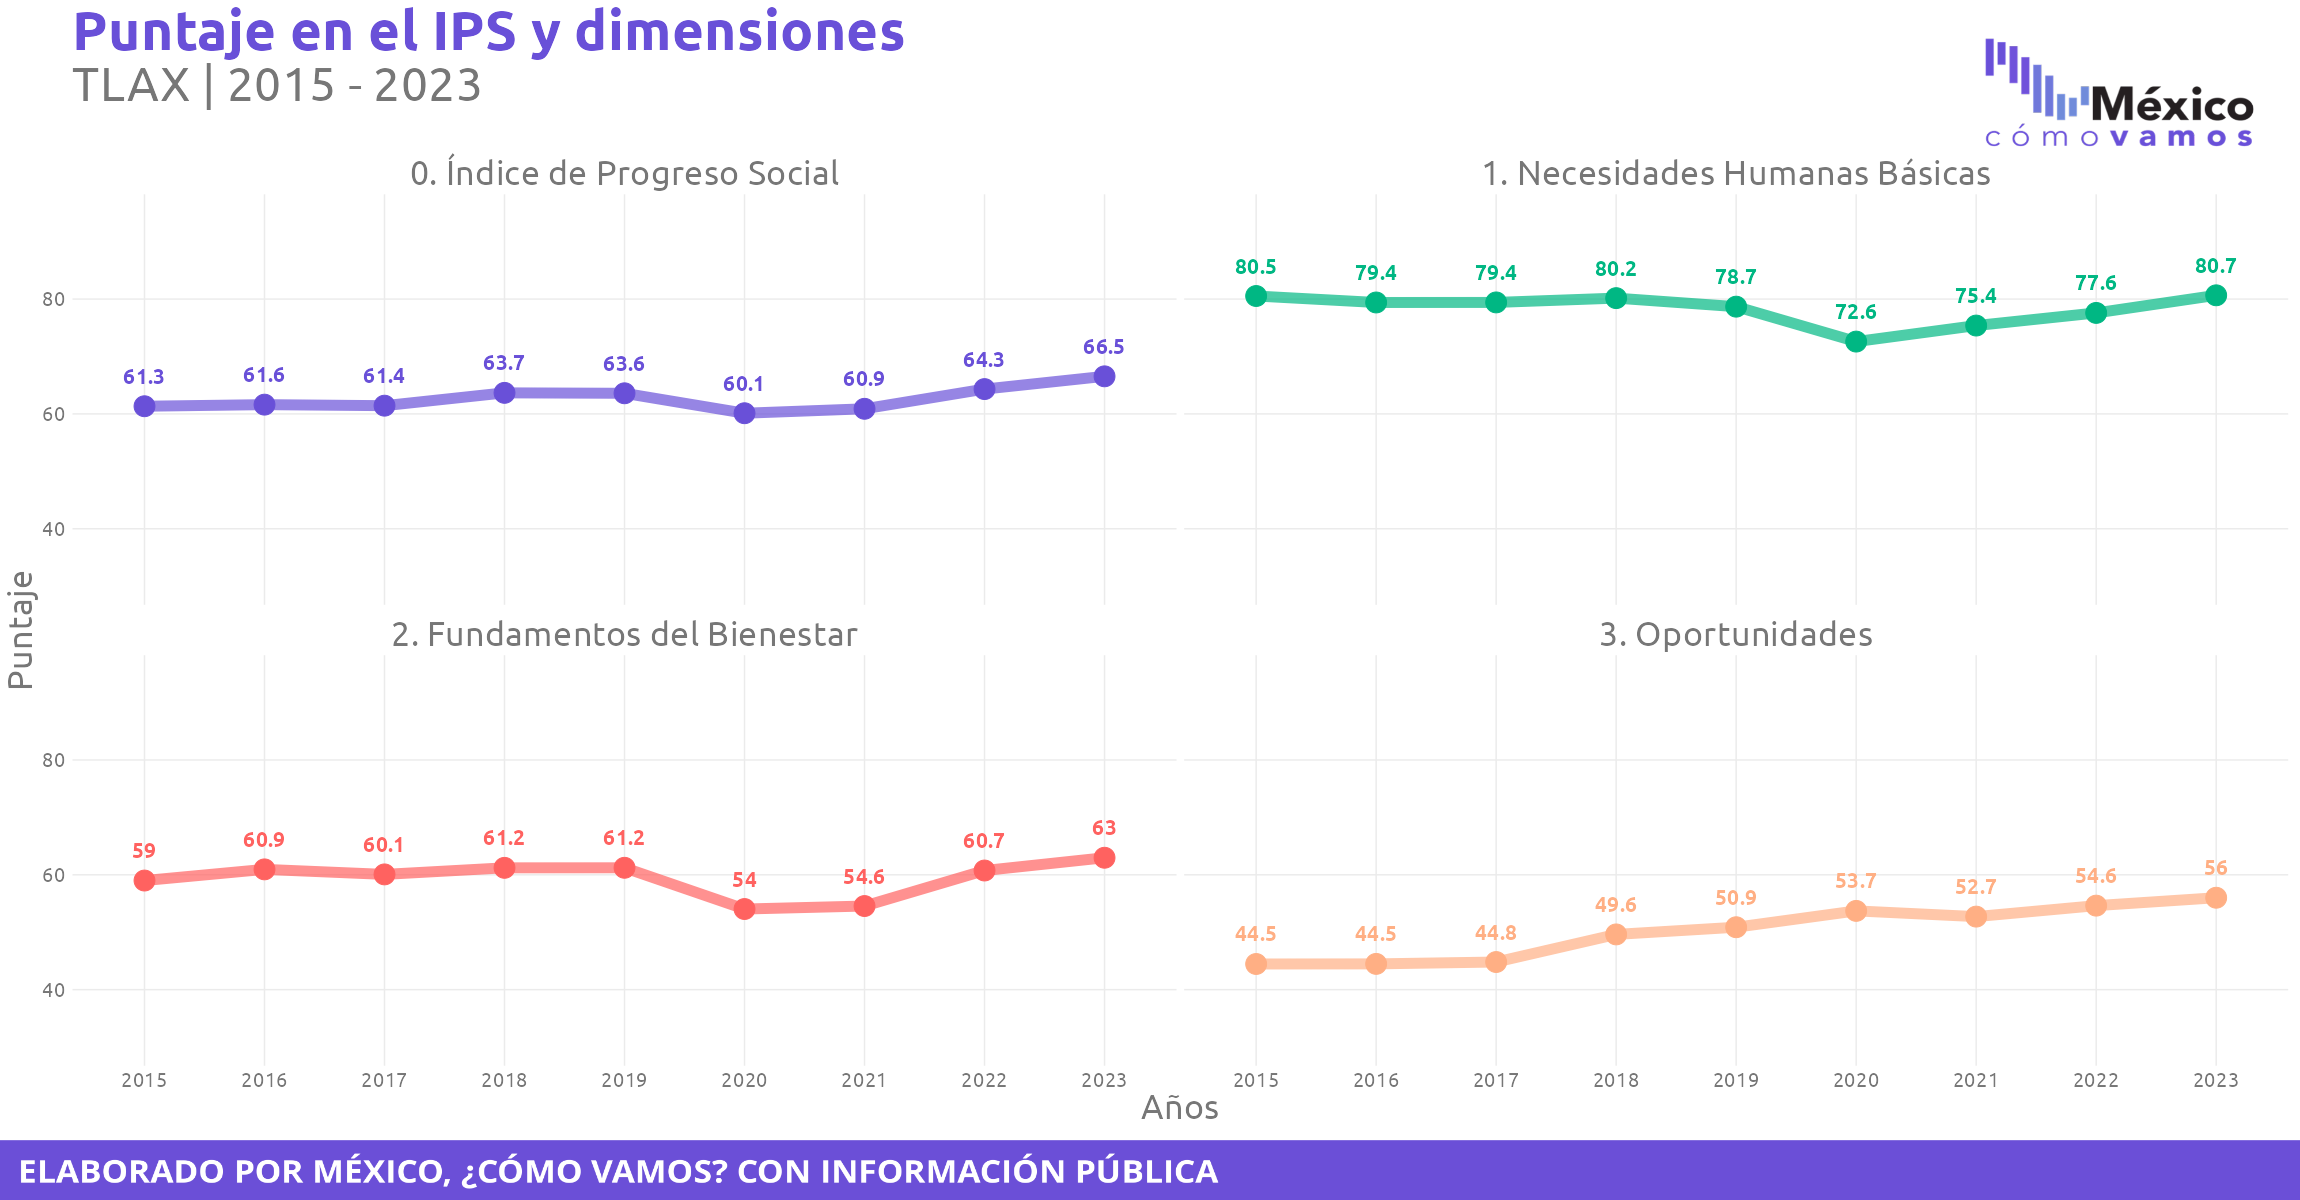 Puntaje en el IPS y dimensiones
TLAX | 2015 - 2023
México
cómovamos
0. Índice de Progreso Social
1. Necesidades Humanas Básicas
80
60
40
61.3 61.6 61.4 63.7 63.6 60.1 60.9 64.3 66.5
80.5 79.4 79.4 80.2 78.7 72.6 75.4 77.6 80.7
Puntaje
2. Fundamentos del Bienestar
3. Oportunidades
80
60
40
59 60.9 60.1 61.2 61.2 54 54.6 60.7 63
44.5 44.5 44.8 49.6 50.9 53.7 52.7 54.6 56
2015 2016 2017 2018 2019 2020 2021 2022 2023
2015 2016 2017 2018 2019 2020 2021 2022 2023
Años
ELABORADO POR MÉXICO, ¿CÓMO VAMOS? CON INFORMACIÓN PÚBLICA